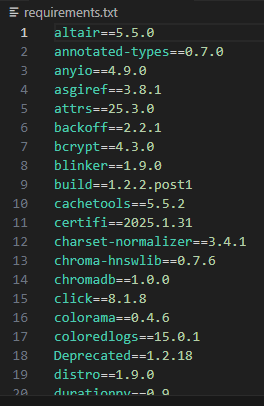 requirements.txt
1 altair==5.5.0
2 annotated-types==0.7.0
3 anyio==4.9.0
4 asgiref==3.8.1
5 attrs==25.3.0
6 backoff==2.2.1
7 bcrypt==4.3.0
8 blinker==1.9.0
9 build==1.2.2.post1
10 cachetools==5.5.2
11 certifi==2025.1.31
12 charset-normalizer==3.4.1
13 chroma-hnswlib==0.7.6
14 chromadb==1.0.0
15 click==8.1.8
16 colorama==0.4.6
17 coloredlogs==15.0.1
18 Deprecated==1.2.18
19 distro==1.9.0
20 durationpy==0.9